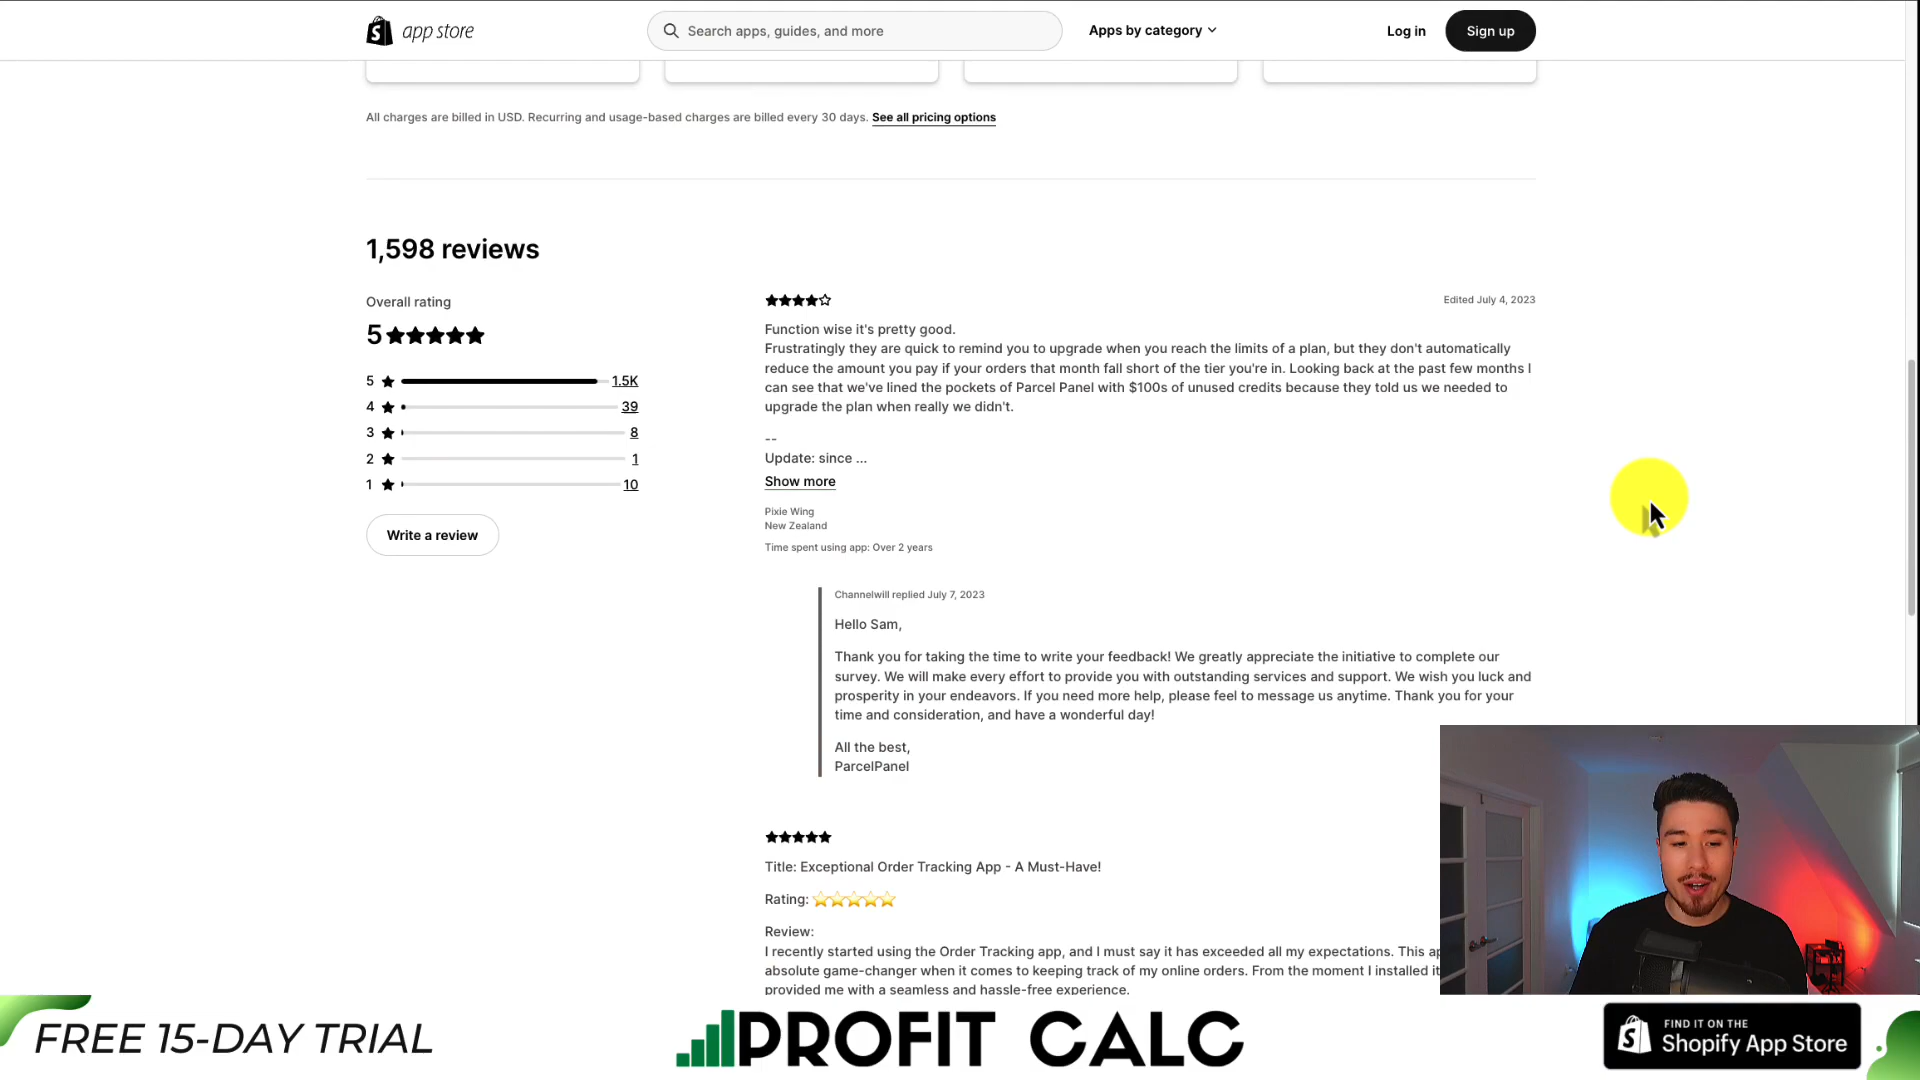 app store
Search apps, guides, and more
Apps by category
Log in
Sign up
All charges are billed in USD. Recurring and usage-based charges are billed every 30 days. See all pricing options
1,598 reviews
Overall rating
5
5 1.5K
4 39
3 8
2 1
1 10
Write a review
Edited July 4, 2023
Function wise it's pretty good.
Frustratingly they are quick to remind you to upgrade when you reach the limits of a plan, but they don't automatically
reduce the amount you pay if your orders that month fall short of the tier you're in. Looking back at the past few months I
can see that we've lined the pockets of Parcel Panel with $100s of unused credits because they told us we needed to
upgrade the plan when really we didn't.
--
Update: since ...
Show more
Pixie Wing
New Zealand
Time spent using app: Over 2 years
Channelwill replied July 7, 2023
Hello Sam,
Thank you for taking the time to write your feedback! We greatly appreciate the initiative to complete our
survey. We will make every effort to provide you with outstanding services and support. We wish you luck and
prosperity in your endeavors. If you need more help, please feel to message us anytime. Thank you for your
time and consideration, and have a wonderful day!
All the best,
ParcelPanel
Title: Exceptional Order Tracking App - A Must-Have!
Rating: ⭐⭐⭐⭐⭐
Review:
I recently started using the Order Tracking app, and I must say it has exceeded all my expectations. This
absolute game-changer when it comes to keeping track of my online orders. From the moment I installed it
provided me with a seamless and hassle-free experience.
FREE 15-DAY TRIAL
PROFIT CALC
FIND IT ON THE
Shopify App Store